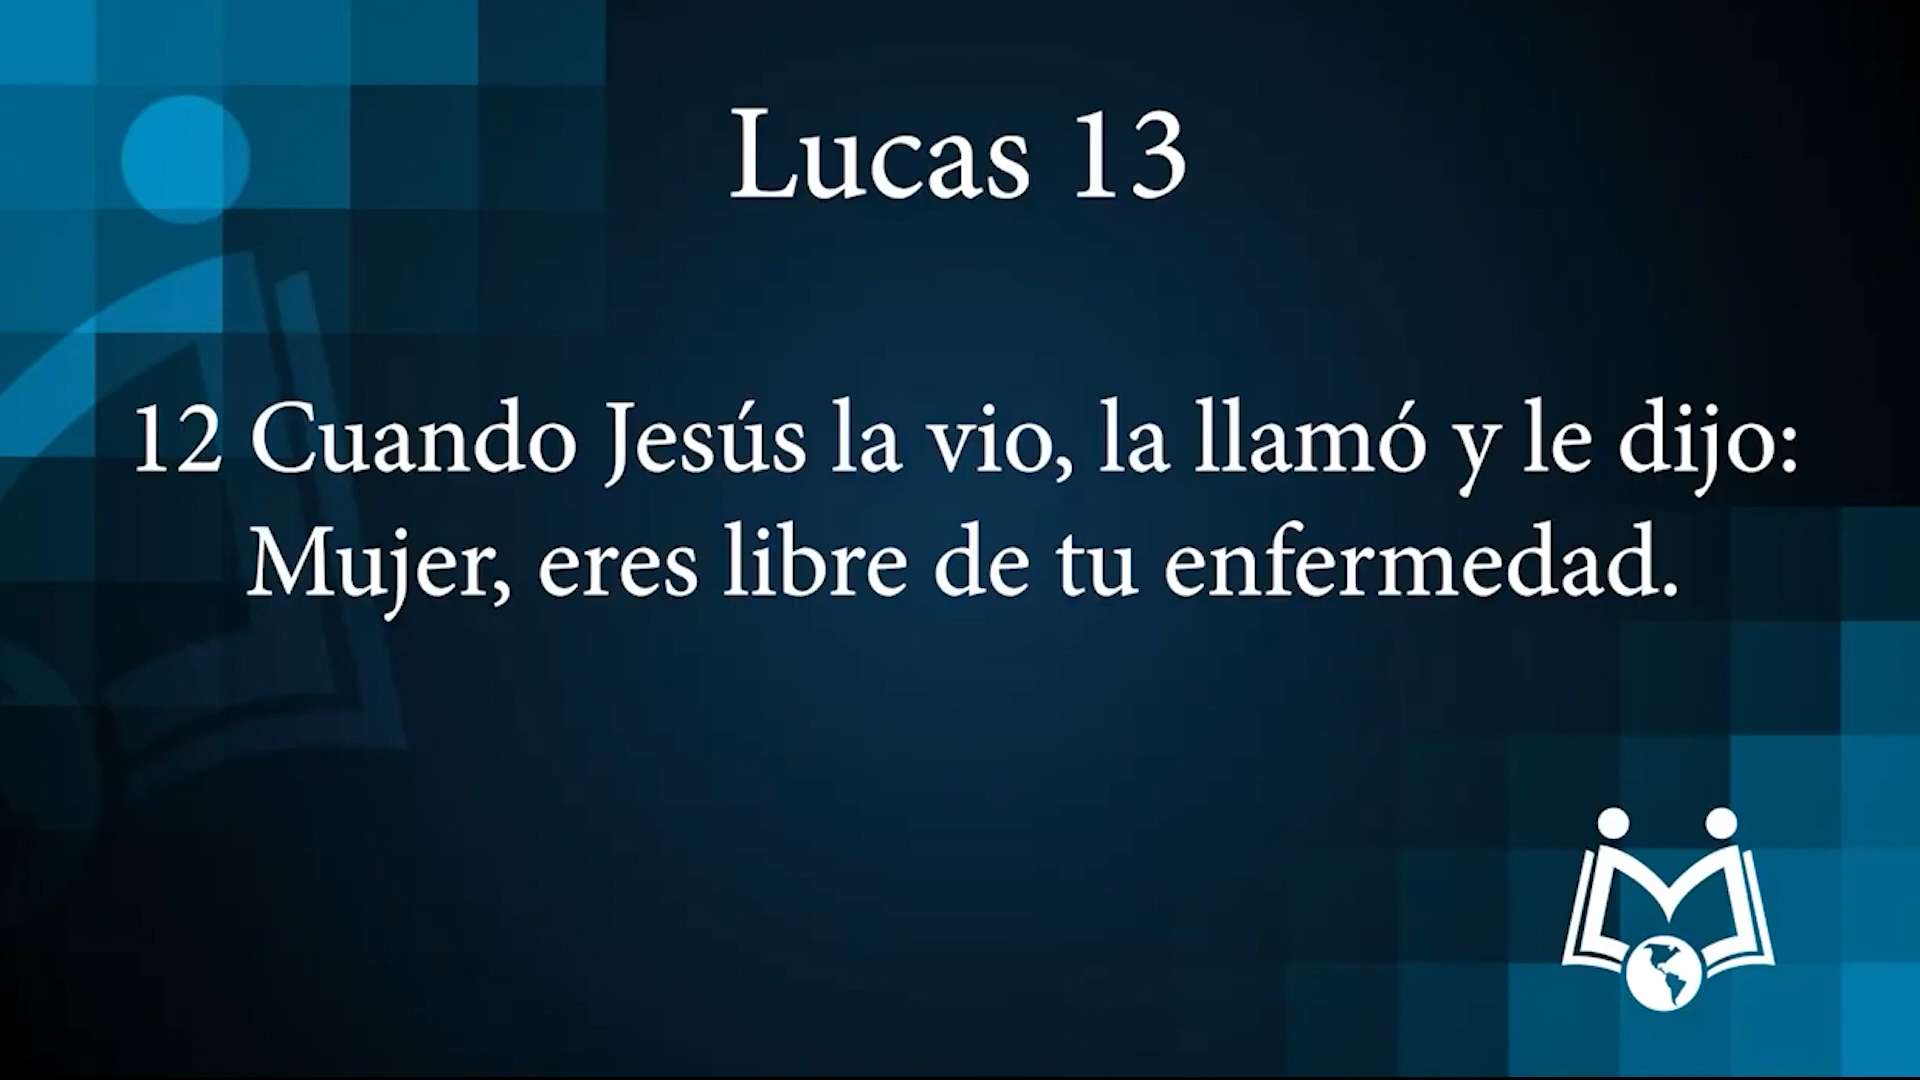 Lucas 13
12 Cuando Jesús la vio, la llamó y le dijo:
Mujer, eres libre de tu enfermedad.